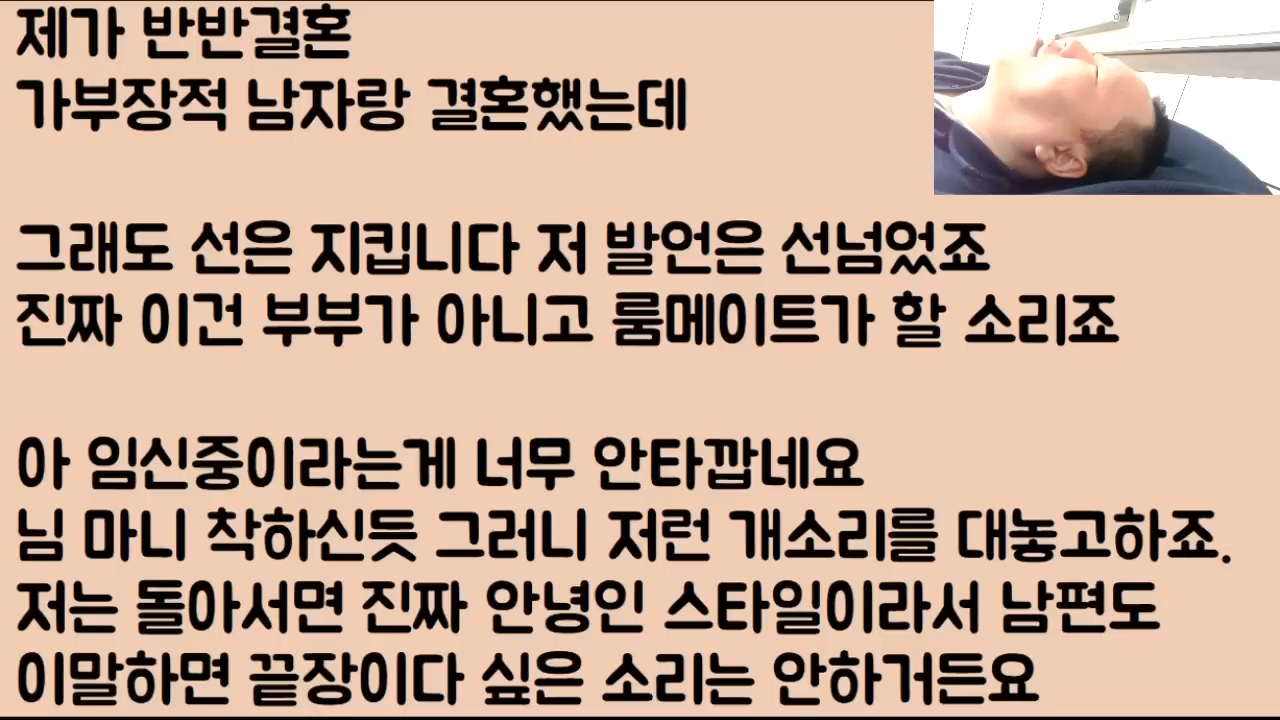 제가 반반결혼
가부장적 남자랑 결혼했는데
그래도 선은 지킵니다 저 발언은 선넘었죠
진짜 이건 부부가 아니고 룸메이트가 할 소리죠
아 임신중이라는게 너무 안타깝네요
님 마니 착하신듯 그러니 저런 개소리를 대놓고하죠.
저는 돌아서면 진짜 안녕인 스타일이라서 남편도
이말하면 끝장이다 싶은 소리는 안하거든요